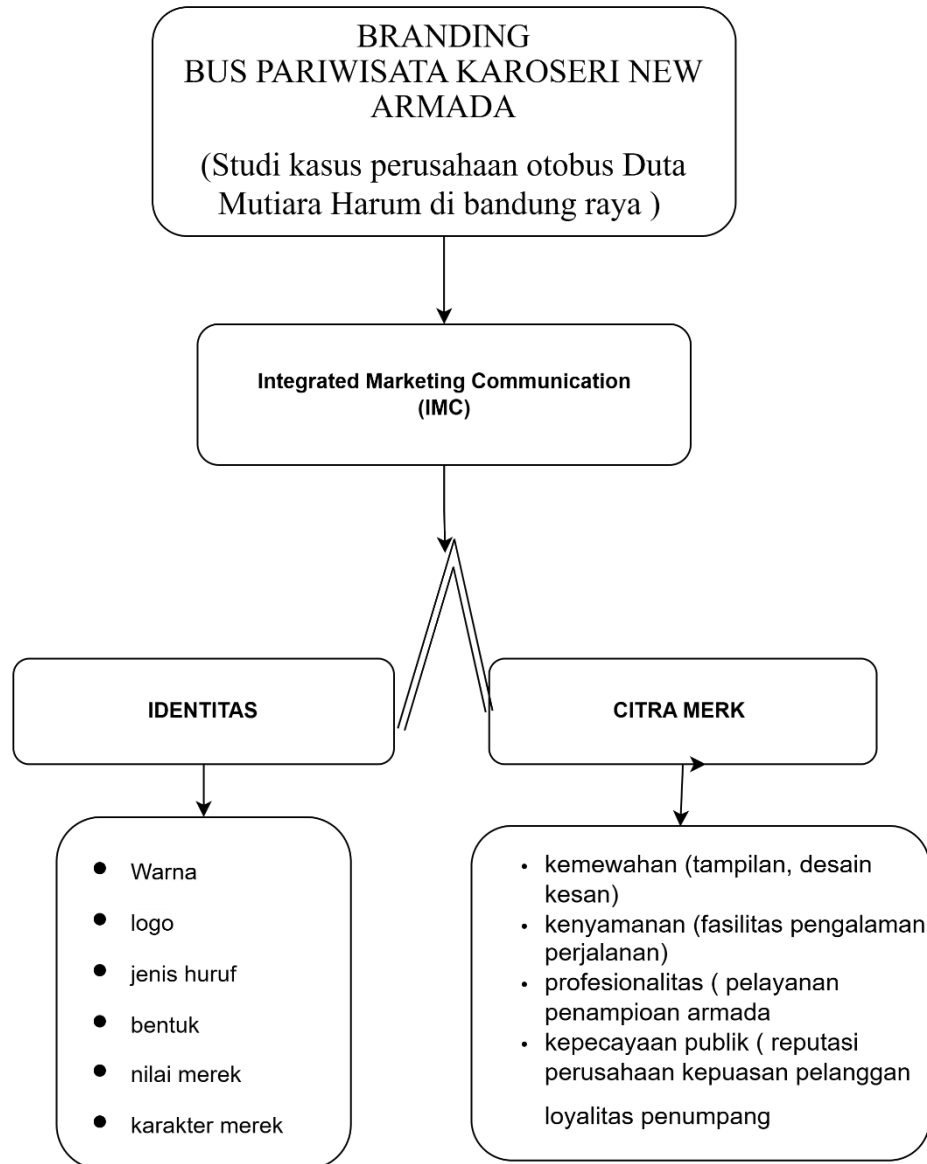 BRANDING
BUS PARIWISATA KAROSERI NEW
ARMADA
(Studi kasus perusahaan otobus Duta
Mutiara Harum di bandung raya )
Integrated Marketing Communication
(IMC)
IDENTITAS
CITRA MERK
• Warna
• logo
• jenis huruf
• bentuk
• nilai merek
• karakter merek
• kemewahan (tampilan, desain
kesan)
• kenyamanan (fasilitas pengalaman
perjalanan)
• profesionalitas ( pelayanan
penampioan armada
• kepecayaan publik ( reputasi
perusahaan kepuasan pelanggan
loyalitas penumpang